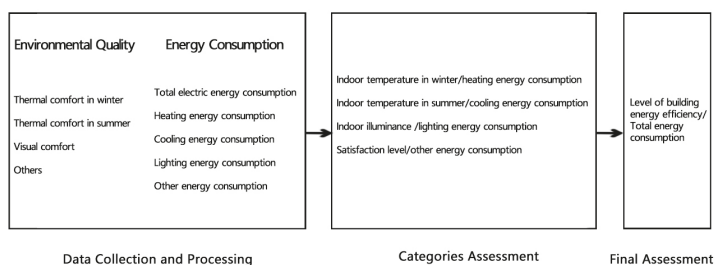 Environmental Quality
Thermal comfort in winter
Thermal comfort in summer
Visual comfort
Others
Energy Consumption
Total electric energy consumption
Heating energy consumption
Cooling energy consumption
Lighting energy consumption
Other energy consumption
Data Collection and Processing
Indoor temperature in winter/heating energy consumption
Indoor temperature in summer/cooling energy consumption
Indoor illuminance /lighting energy consumption
Satisfaction level/other energy consumption
Categories Assessment
Level of building
energy efficiency/
Total energy
consumption
Final Assessment